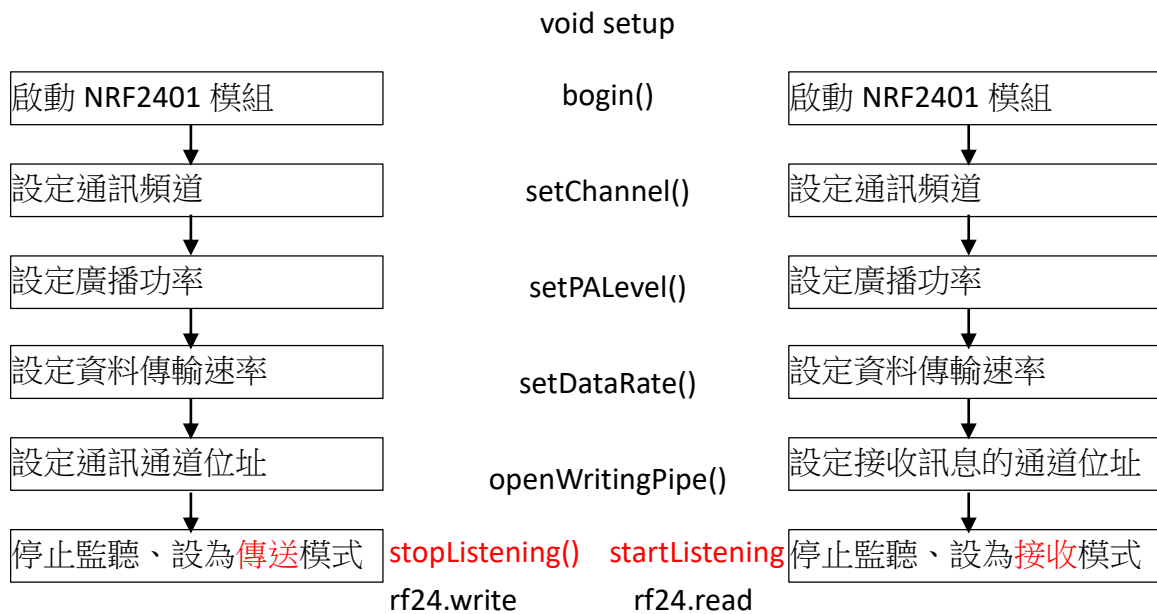 void setup
啟動 NRF2401 模組
bogin()
啟動 NRF2401 模組
設定通訊頻道
setChannel()
設定通訊頻道
設定廣播功率
setPALevel()
設定廣播功率
設定資料傳輸速率
setDataRate()
設定資料傳輸速率
設定通訊通道位址
openWritingPipe()
設定接收訊息的通道位址
停止監聽、設為傳送模式
stopListening()
startListening
停止監聽、設為接收模式
rf24.write
rf24.read